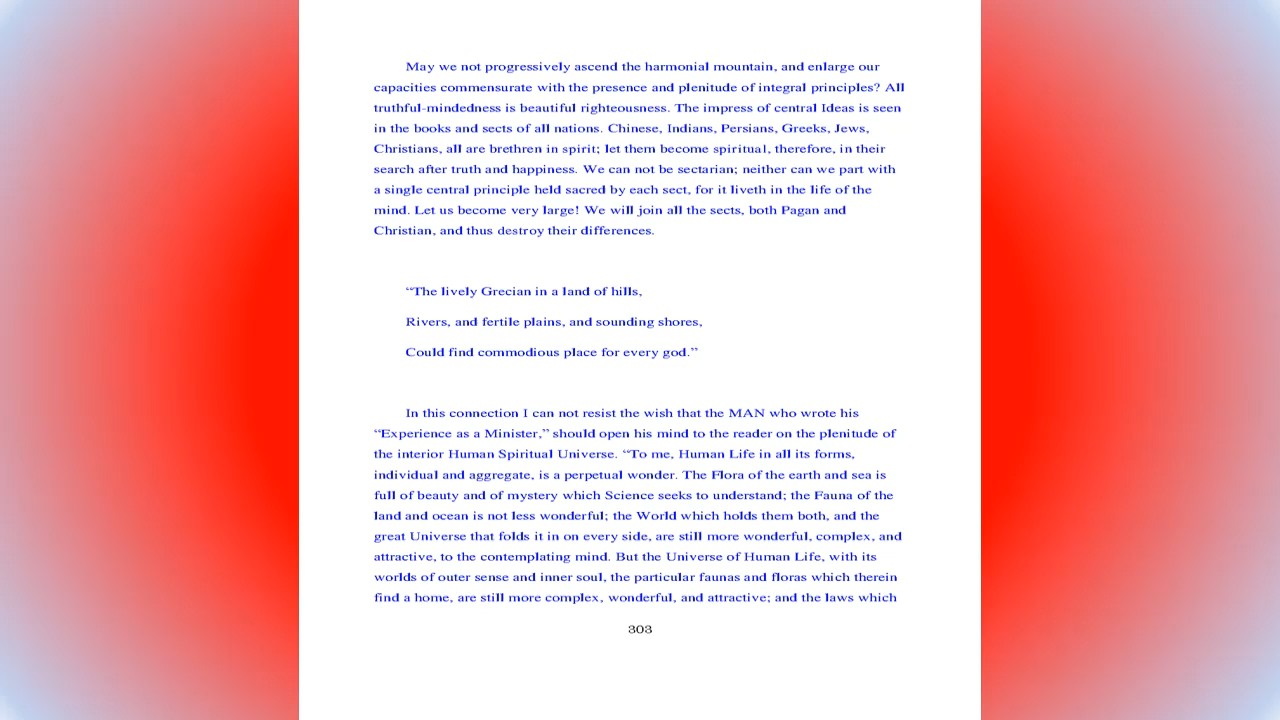 May we not progressively ascend the harmonial mountain, and enlarge our
capacities commensurate with the presence and plenitude of integral principles? All
truthful-mindedness is beautiful righteousness. The impress of central Ideas is seen
in the books and sects of all nations. Chinese, Indians, Persians, Greeks, Jews,
Christians, all are brethren in spirit; let them become spiritual, therefore, in their
search after truth and happiness. We can not be sectarian; neither can we part with
a single central principle held sacred by each sect, for it liveth in the life of the
mind. Let us become very large! We will join all the sects, both Pagan and
Christian, and thus destroy their differences.
“The lively Grecian in a land of hills,
Rivers, and fertile plains, and sounding shores,
Could find commodious place for every god.”
In this connection I can not resist the wish that the MAN who wrote his
“Experience as a Minister,” should open his mind to the reader on the plenitude of
the interior Human Spiritual Universe. “To me, Human Life in all its forms,
individual and aggregate, is a perpetual wonder. The Flora of the earth and sea is
full of beauty and of mystery which Science seeks to understand; the Fauna of the
land and ocean is not less wonderful; the World which holds them both, and the
great Universe that folds it in on every side, are still more wonderful, complex, and
attractive, to the contemplating mind. But the Universe of Human Life, with its
worlds of outer sense and inner soul, the particular faunas and floras which therein
find a home, are still more complex, wonderful, and attractive; and the laws which
303